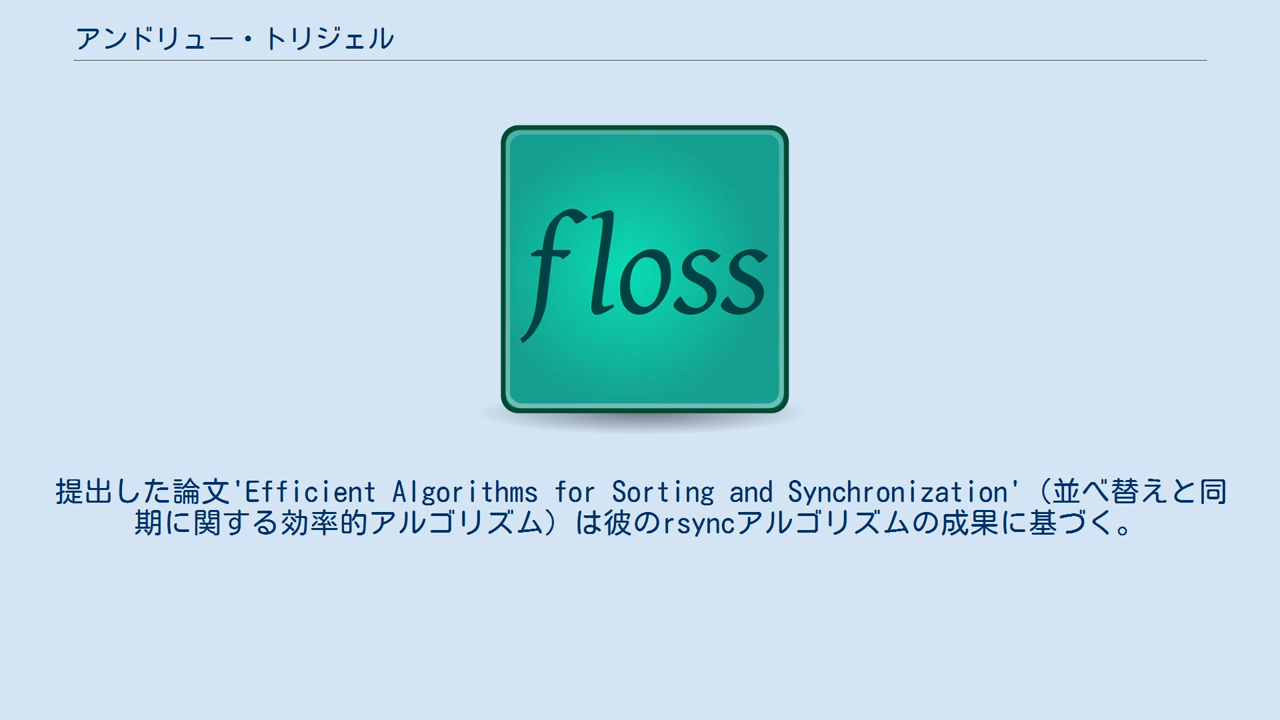 アンドリュー・トリジェル
floss
提出した論文'Efficient Algorithms for Sorting and Synchronization'（並べ替えと同
期に関する効率的アルゴリズム）は彼のrsyncアルゴリズムの成果に基づく。